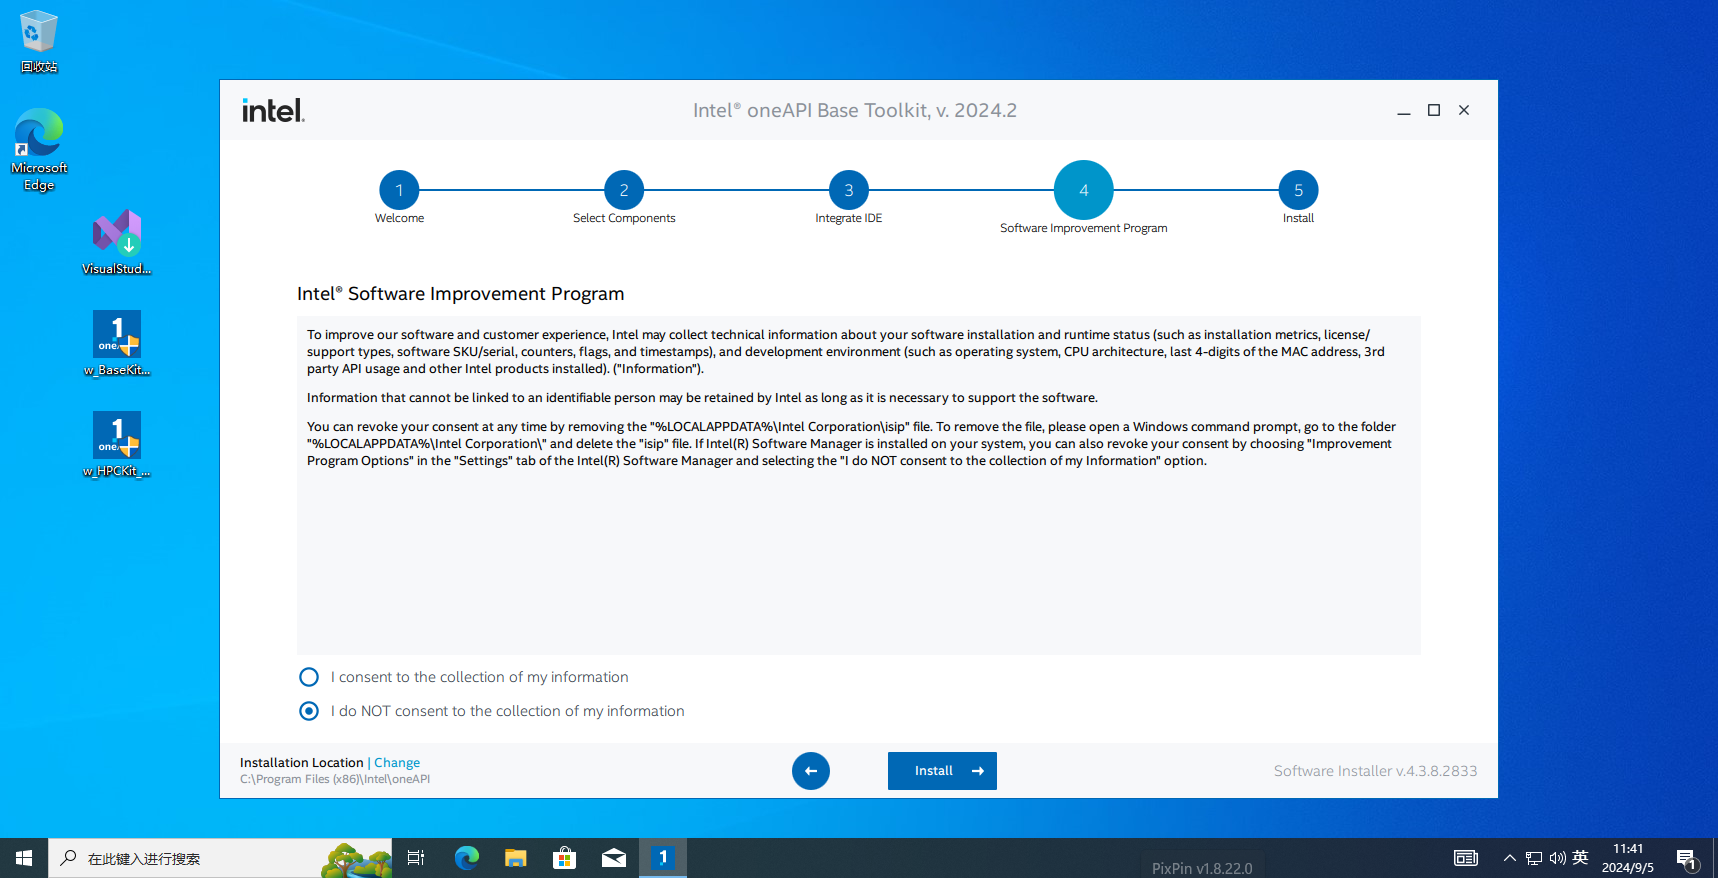 回收站
Microsoft
Edge
VisualStud...
w_BaseKit...
w_HPCKit_...
intel.
Intel® oneAPI Base Toolkit, v. 2024.2
1
2
3
4
5
Welcome
Select Components
Integrate IDE
Software Improvement Program
Install
Intel® Software Improvement Program
To improve our software and customer experience, Intel may collect technical information about your software installation and runtime status (such as installation metrics, license/
support types, software SKU/serial, counters, flags, and timestamps), and development environment (such as operating system, CPU architecture, last 4-digits of the MAC address, 3rd
party API usage and other Intel products installed). ("Information").
Information that cannot be linked to an identifiable person may be retained by Intel as long as it is necessary to support the software.
You can revoke your consent at any time by removing the "%LOCALAPPDATA%\Intel Corporation\isip" file. To remove the file, please open a Windows command prompt, go to the folder
"%LOCALAPPDATA%\Intel Corporation\" and delete the "isip" file. If Intel(R) Software Manager is installed on your system, you can also revoke your consent by choosing "Improvement
Program Options" in the "Settings" tab of the Intel(R) Software Manager and selecting the "I do NOT consent to the collection of my Information" option.
I consent to the collection of my information
I do NOT consent to the collection of my information
Installation Location | Change
C:\Program Files (x86)\Intel\oneAPI
Install
Software Installer v.4.3.8.2833
在此键入进行搜索
1
PixPin v1.8.22.0
英
11:41
2024/9/5
1